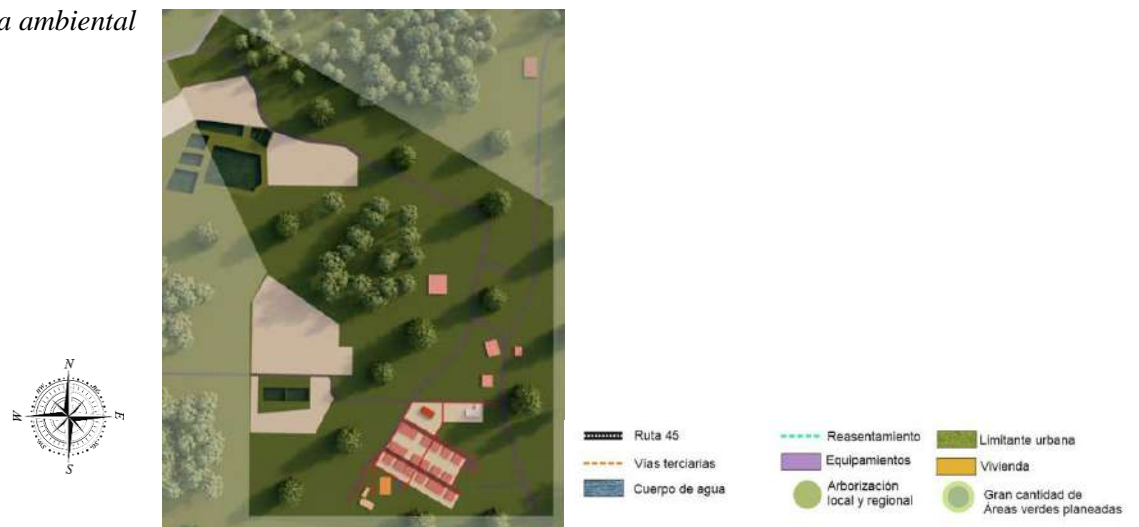 a ambiental
N
W
E
S
Ruta 45
Vías terciarias
Cuerpo de agua
Reasentamiento
Equipamientos
Arborización
local y regional
Limitante urbana
Vivienda
Gran cantidad de
Áreas verdes planeadas